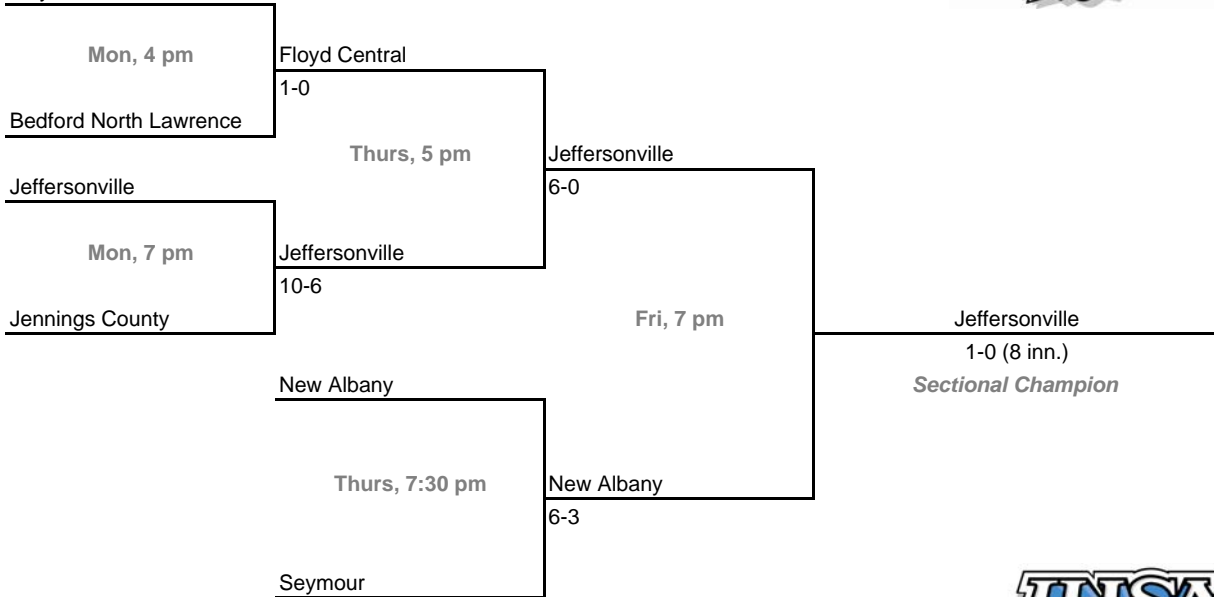 Mon, 4 pm
Floyd Central
1-0
Bedford North Lawrence
Thurs, 5 pm
Jeffersonville
6-0
Jeffersonville
Mon, 7 pm
Jeffersonville
10-6
Jennings County
Fri, 7 pm
Jeffersonville
1-0 (8 inn.)
Sectional Champion
New Albany
Thurs, 7:30 pm
New Albany
6-3
Seymour